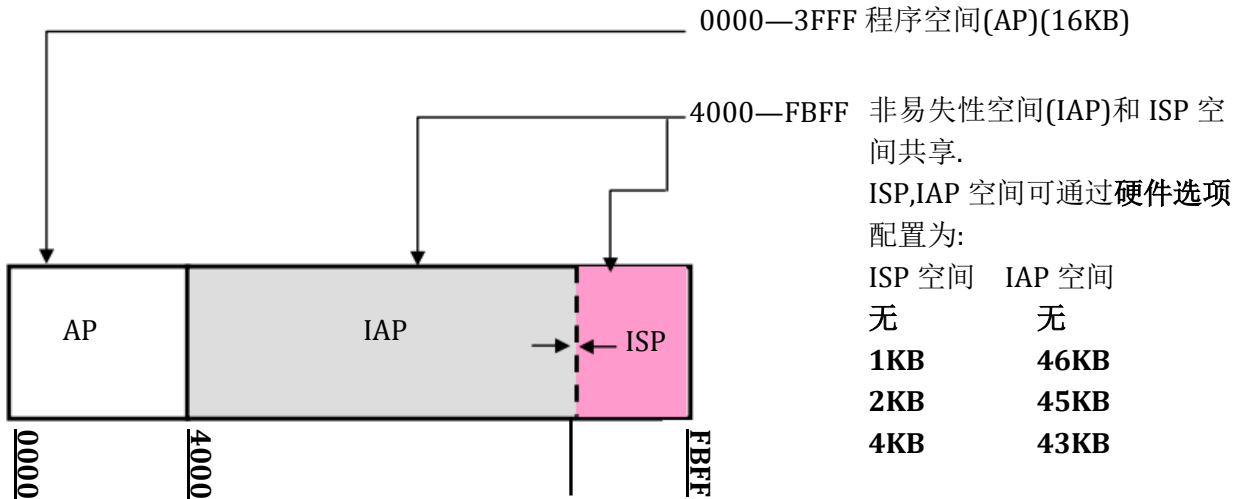 0000—3FFF 程序空间(AP)(16KB)
4000—FBFF 非易失性空间(IAP)和 ISP 空
间共享.
ISP,IAP 空间可通过硬件选项
配置为:
ISP 空间 IAP 空间
无 无
1KB 46KB
2KB 45KB
4KB 43KB
AP
IAP
ISP
0000
4000
FBFF